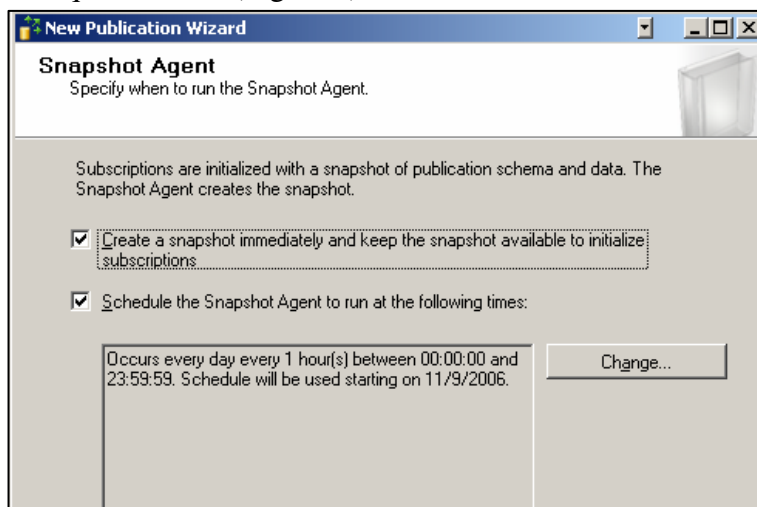 New Publication Wizard
Snapshot Agent
Specify when to run the Snapshot Agent.
Subscriptions are initialized with a snapshot of publication schema and data. The
Snapshot Agent creates the snapshot.
Create a snapshot immediately and keep the snapshot available to initialize
subscriptions
Schedule the Snapshot Agent to run at the following times:
Occurs every day every 1 hour(s) between 00:00:00 and
23:59:59. Schedule will be used starting on 11/9/2006.
Change...